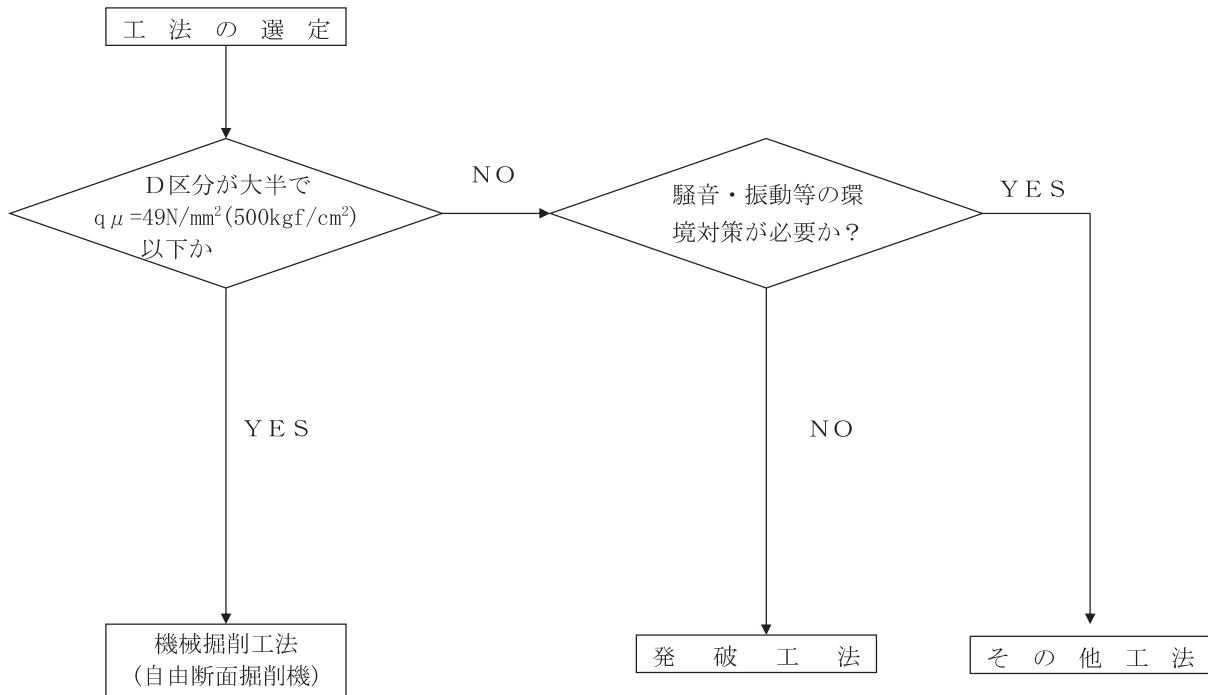 工法の選定
D区分が大半で
qμ=49N/mm²(500kgf/cm²)
以下か
NO
騒音・振動等の環
境対策が必要か？
YES
YES
NO
機械掘削工法
(自由断面掘削機)
発破工法
その他工法